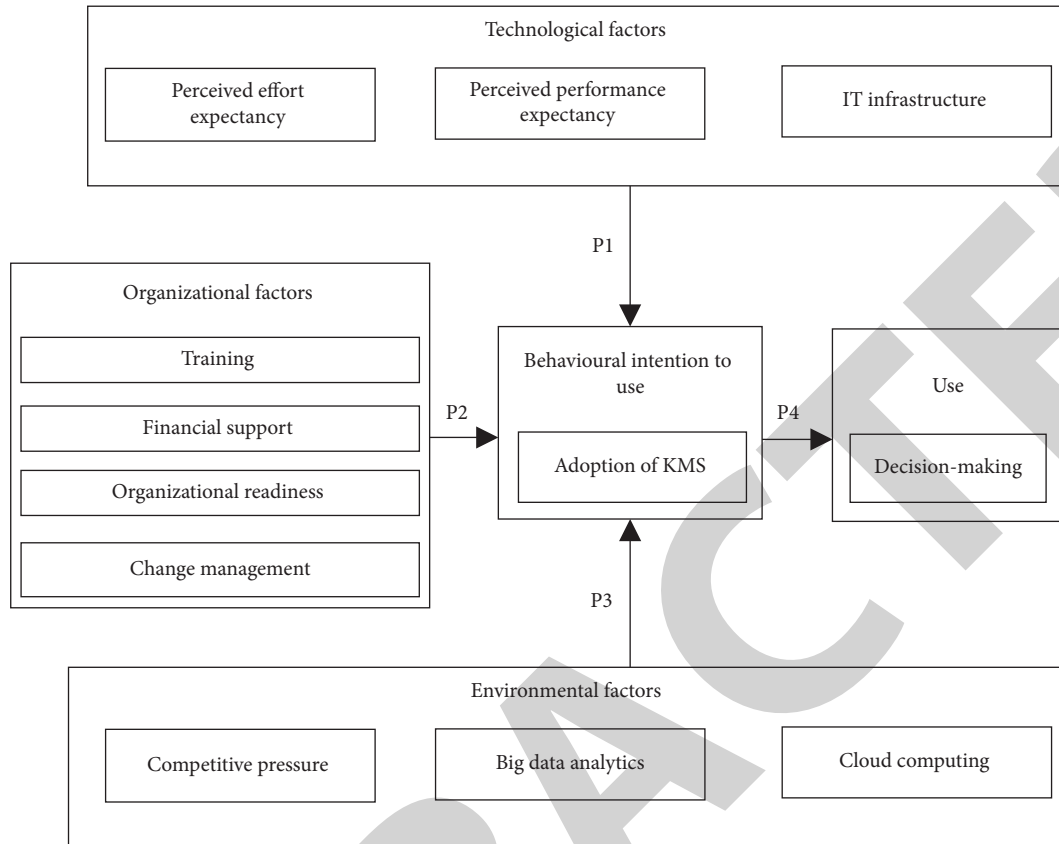 Technological factors
Perceived effort
expectancy
Perceived performance
expectancy
IT infrastructure
P1
Organizational factors
Training
Financial support
Organizational readiness
Change management
P2
Behavioural intention to
use
Adoption of KMS
P4
Use
Decision-making
P3
Environmental factors
Competitive pressure
Big data analytics
Cloud computing